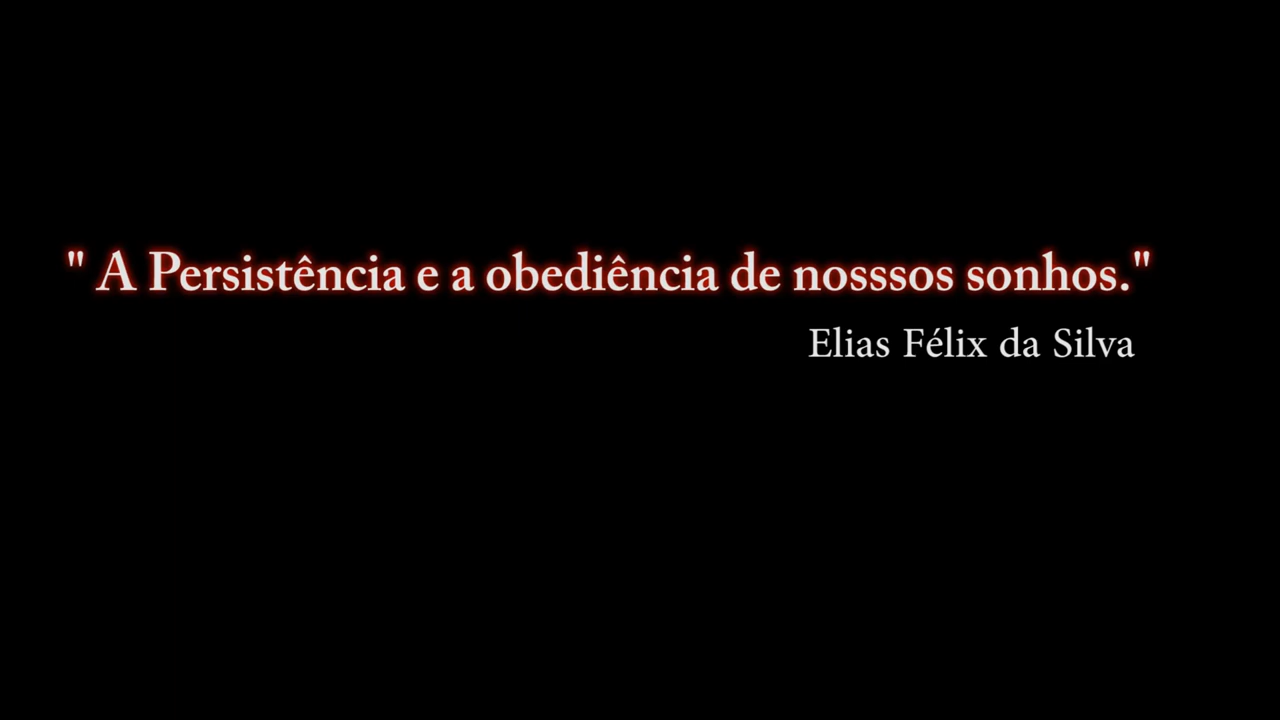 " A Persistência e a obediência de nosssos sonhos."
Elias Félix da Silva